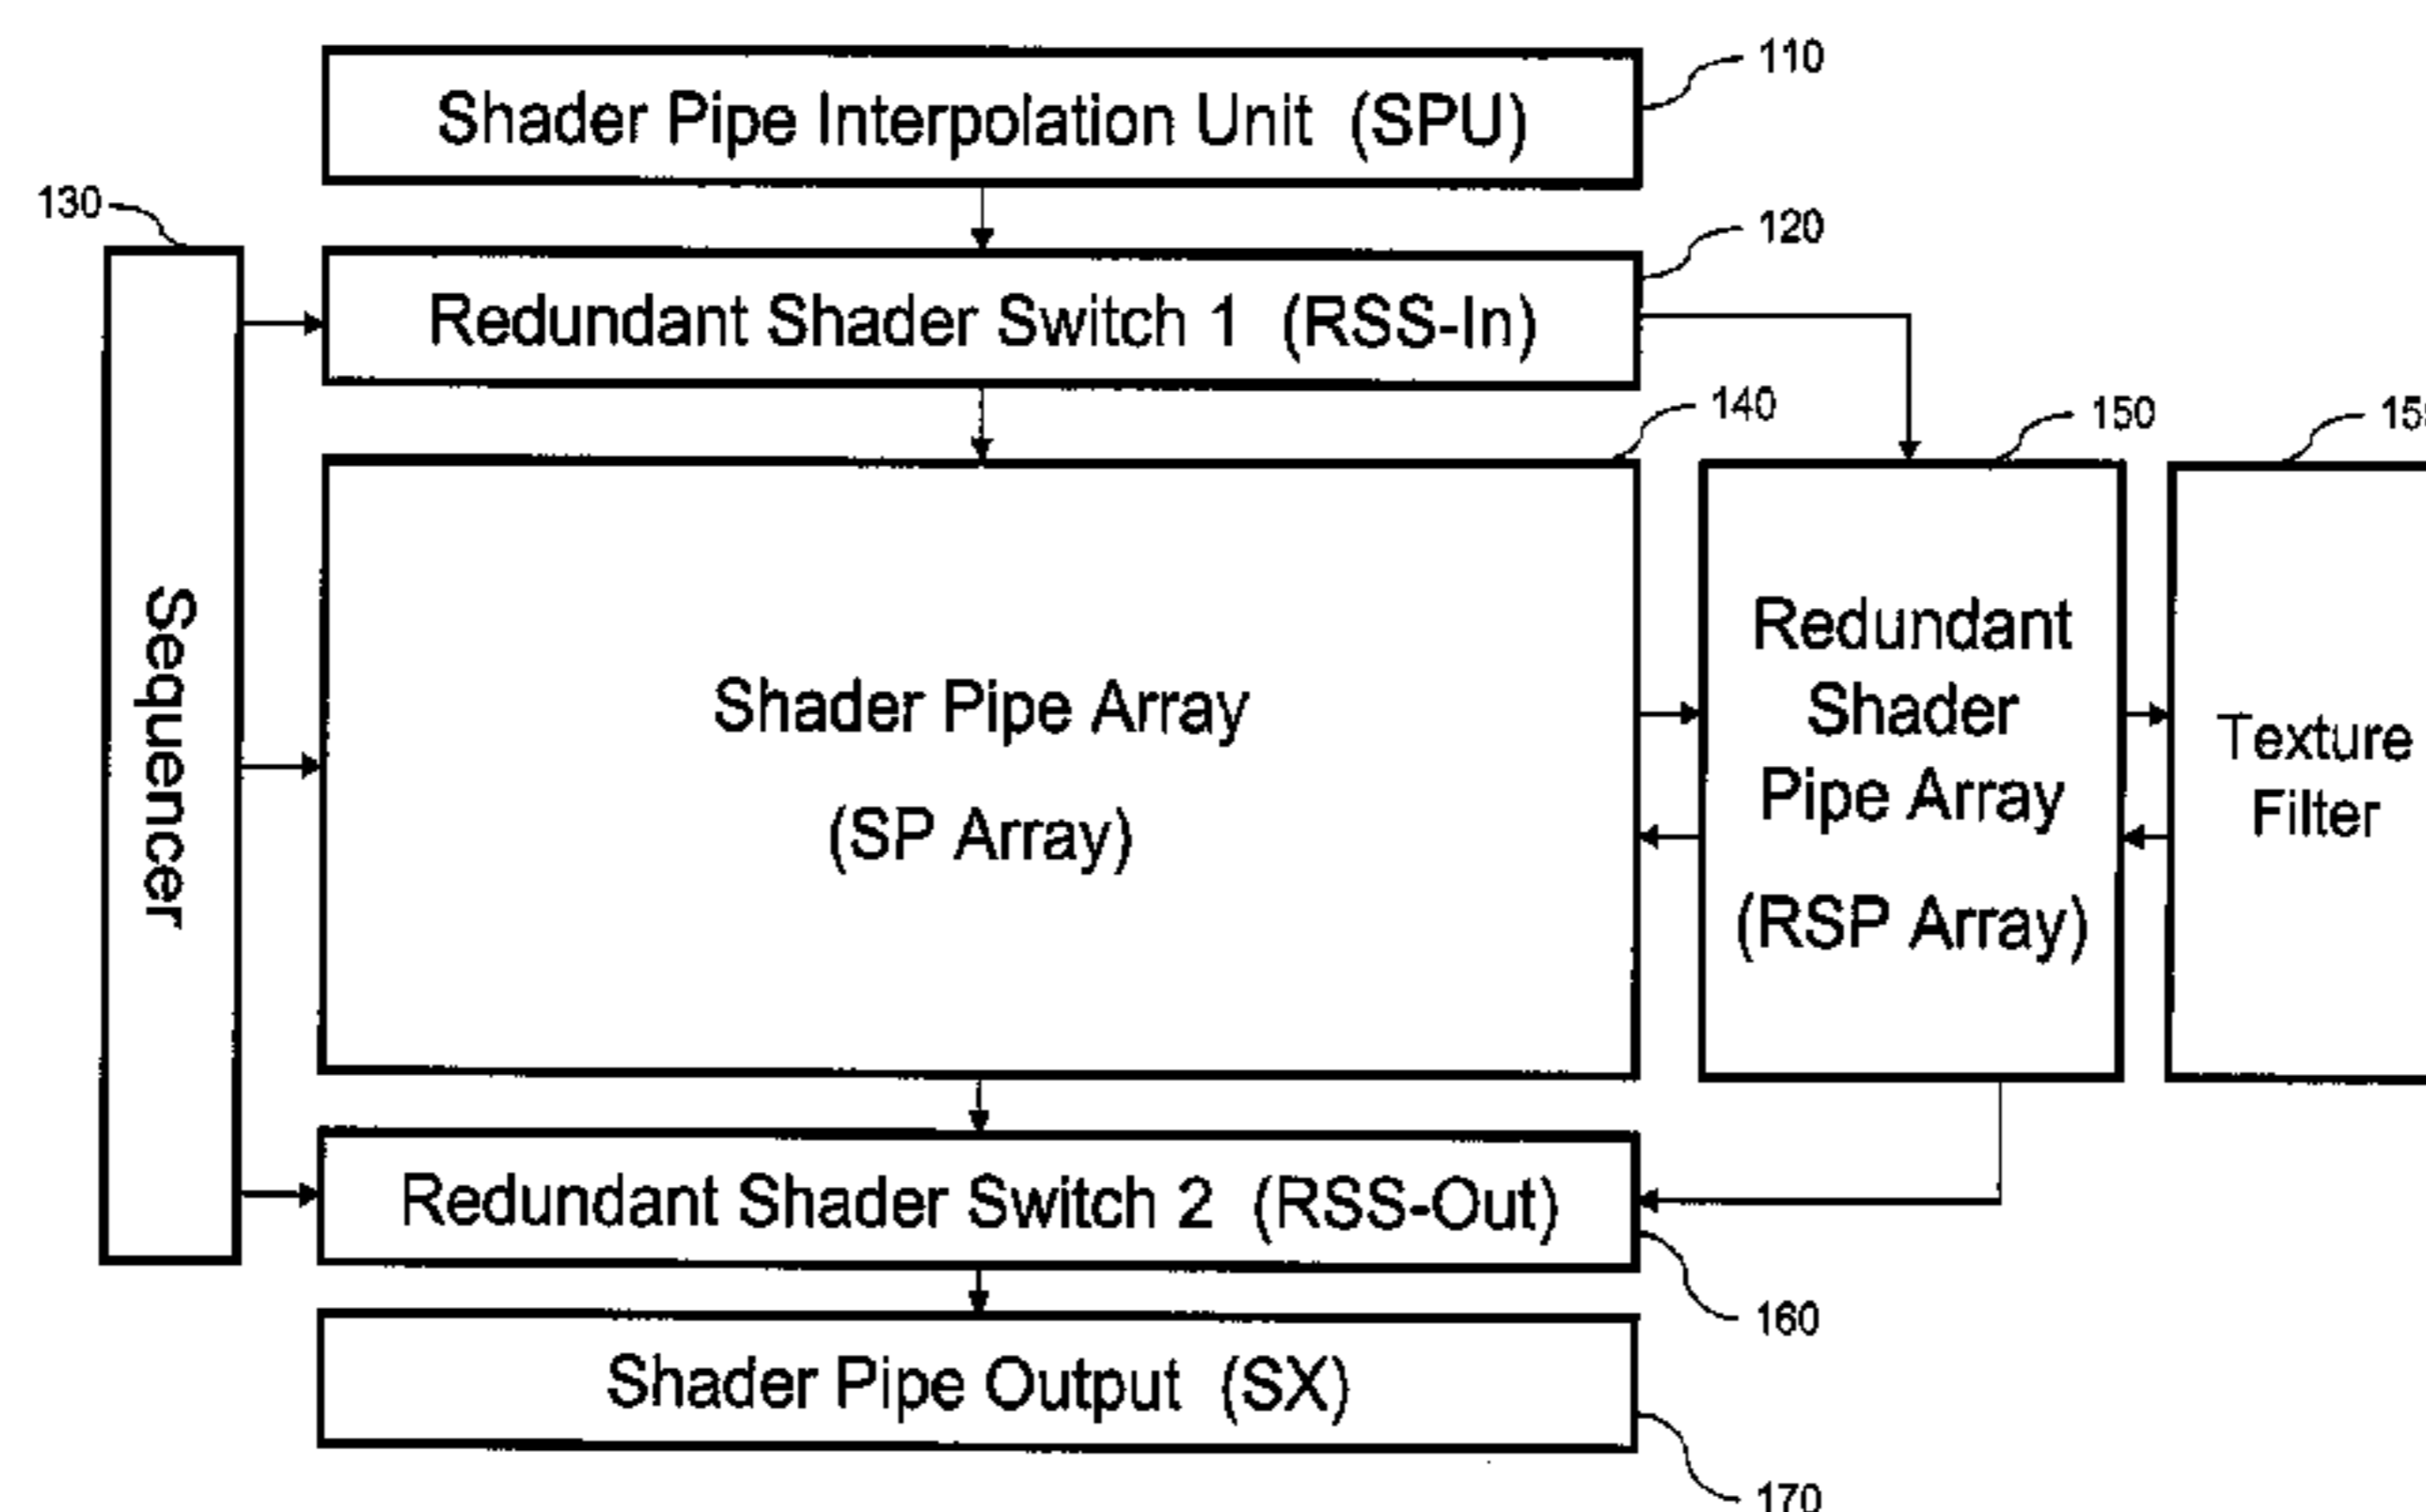 110
Shader Pipe Interpolation Unit (SPU)
130
120
Redundant Shader Switch 1 (RSS-In)
140
150
Sequencer
Shader Pipe Array
(SP Array)
Redundant
Shader
Pipe Array
(RSP Array)
Texture
Filter
Redundant Shader Switch 2 (RSS-Out)
160
Shader Pipe Output (SX)
170